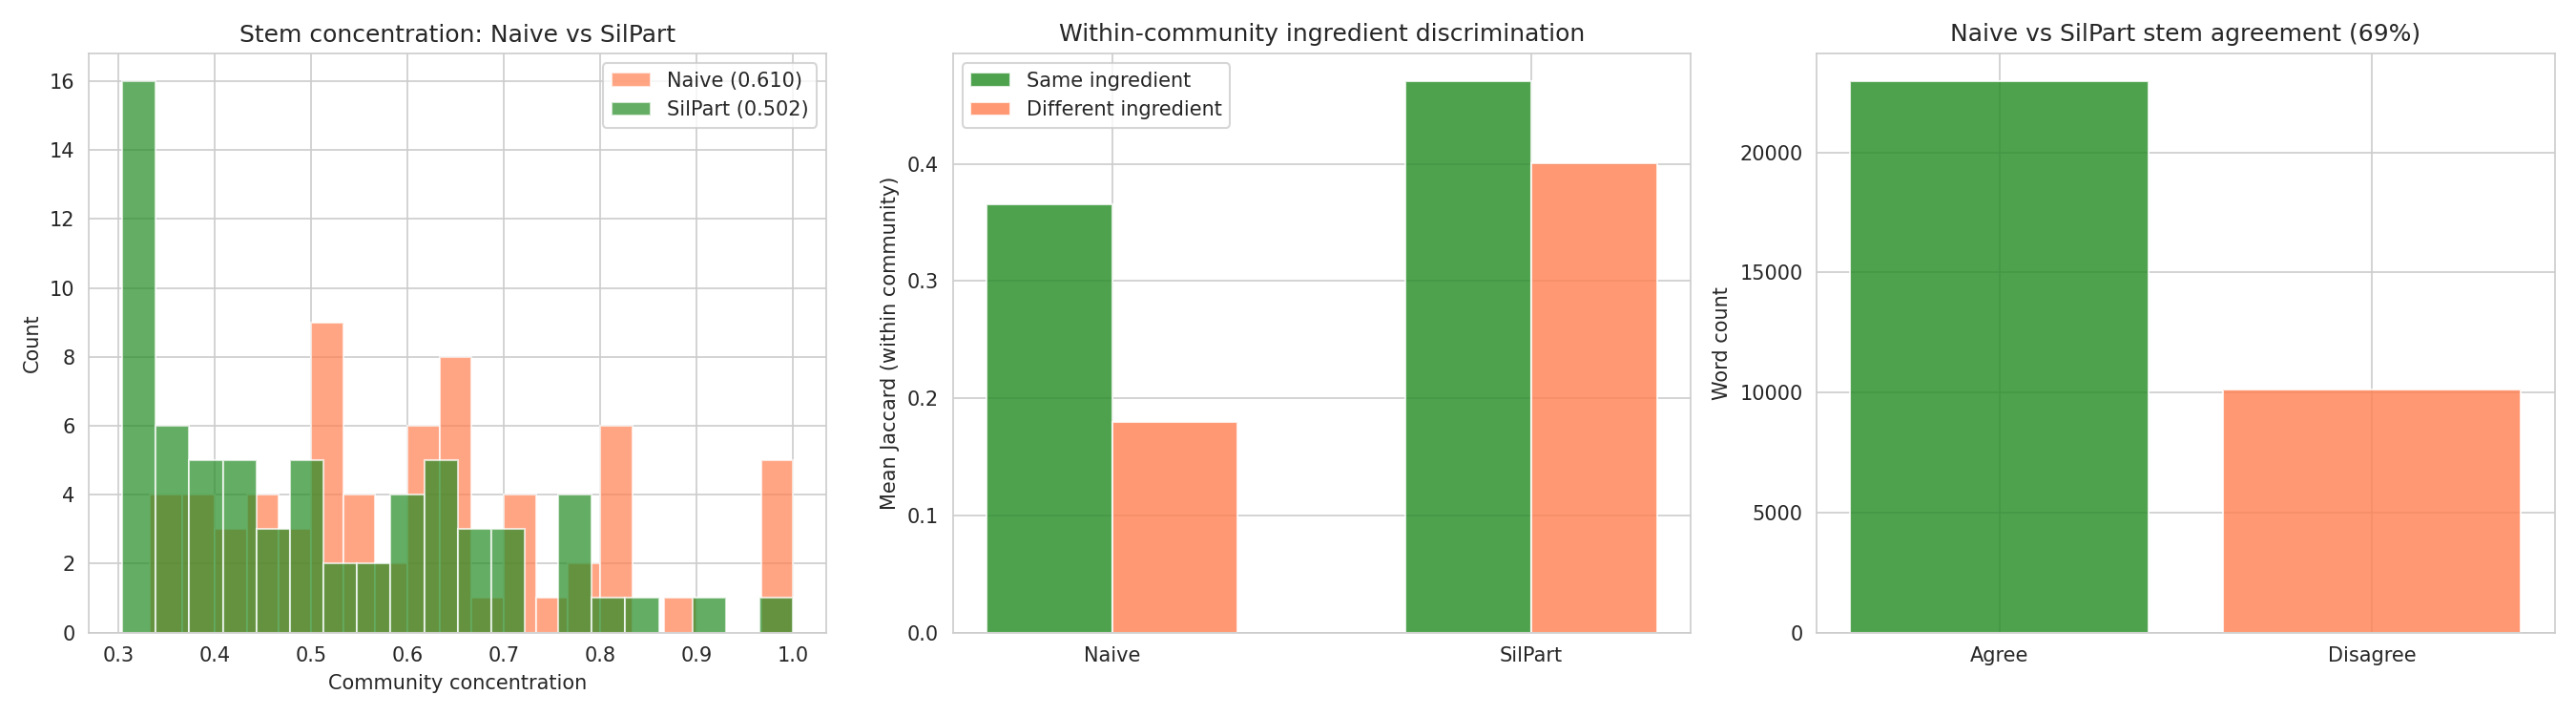 Stem concentration: Naive vs SilPart
Naive (0.610)
SilPart (0.502)
Count
16
14
12
10
8
6
4
2
0
0.3 0.4 0.5 0.6 0.7 0.8 0.9 1.0
Community concentration
Within-community ingredient discrimination
Same ingredient
Different ingredient
Mean Jaccard (within community)
0.4
0.3
0.2
0.1
0.0
Naive SilPart
Naive vs SilPart stem agreement (69%)
Word count
20000
15000
10000
5000
0
Agree Disagree